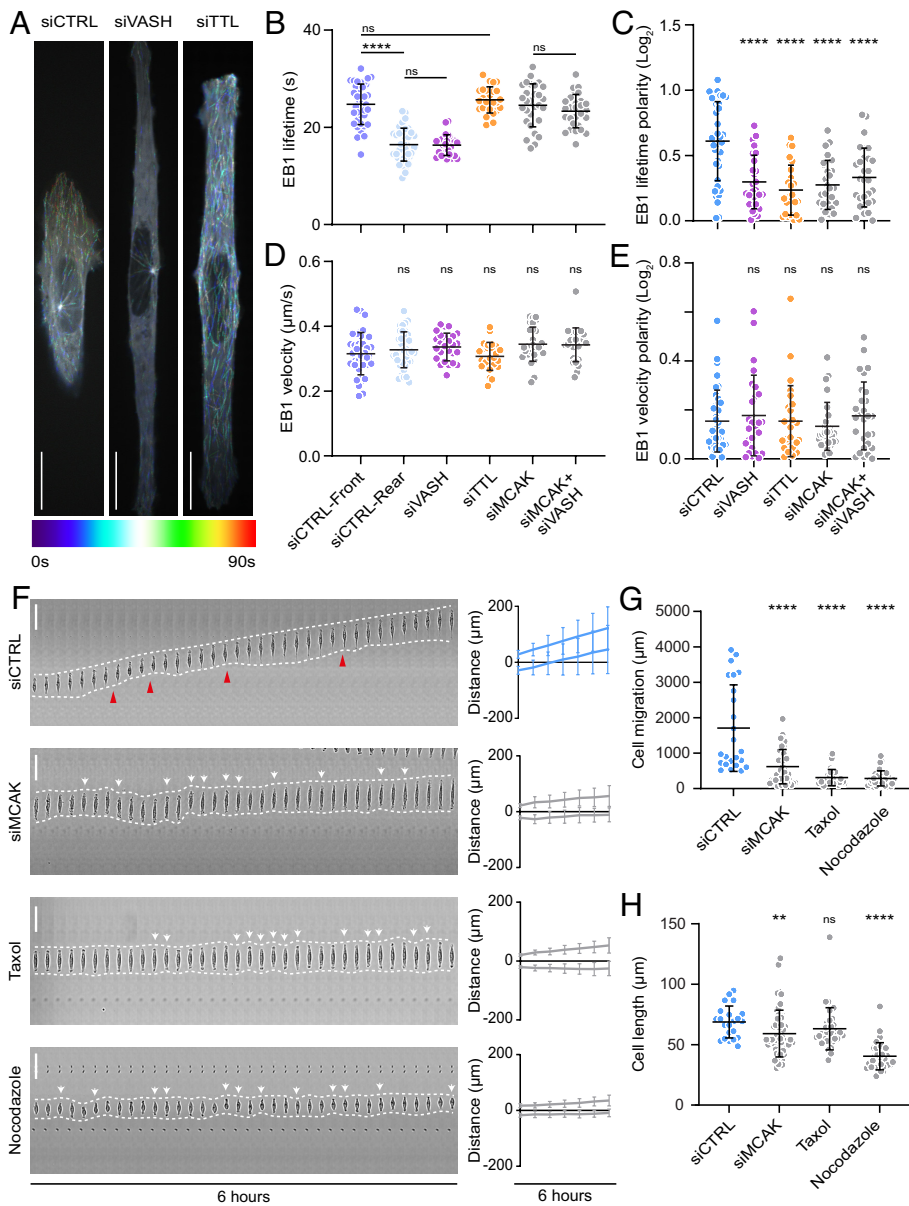 A
siCTRL
siVASH
siTTL
0s
90s
B
EB1 lifetime (s)
40
20
0
ns
****
ns
ns
C
EB1 lifetime polarity (Log2)
1.5
1.0
0.5
0.0
**** **** **** ****
D
EB1 velocity (μm/s)
0.6
0.4
0.2
0.0
ns ns ns ns ns
siCTRL-Front
siCTRL-Rear
siVASH
siTTL
siMCAK
siMCAK+
siVASH
E
EB1 velocity polarity (Log2)
0.8
0.4
0.0
ns ns ns ns
siCTRL
siVASH
siTTL
siMCAK
siMCAK+
siVASH
F
siCTRL
Distance (μm)
200
0
-200
siMCAK
Distance (μm)
200
0
-200
Taxol
Distance (μm)
200
0
-200
Nocodazole
Distance (μm)
200
0
-200
6 hours
6 hours
G
Cell migration (μm)
5000
4000
3000
2000
1000
0
**** **** ****
siCTRL
siMCAK
Taxol
Nocodazole
H
Cell length (μm)
150
100
50
0
** ns ****
siCTRL
siMCAK
Taxol
Nocodazole